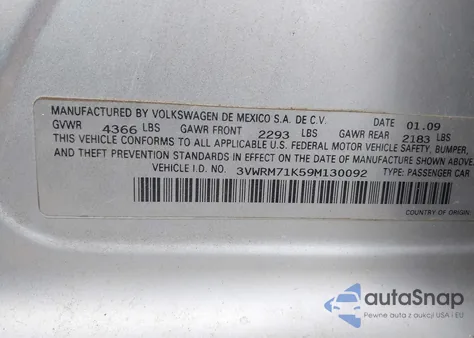 MANUFACTURED BY VOLKSWAGEN DE MEXICO S.A. DE C.V. DATE 01.09
GVWR 4366 LBS GAWR FRONT 2293 LBS GAWR REAR 2183 LBS
THIS VEHICLE CONFORMS TO ALL APPLICABLE U.S. FEDERAL MOTOR VEHICLE SAFETY, BUMPER,
AND THEFT PREVENTION STANDARDS IN EFFECT ON THE DATE OF MANUFACTURE SHOWN ABOVE
VEHICLE I.D. NO. 3VWRM71K59M130092 TYPE: PASSENGER CAR
COUNTRY OF ORIGIN
autoSnap
Pewne auta z aukcji USA i EU